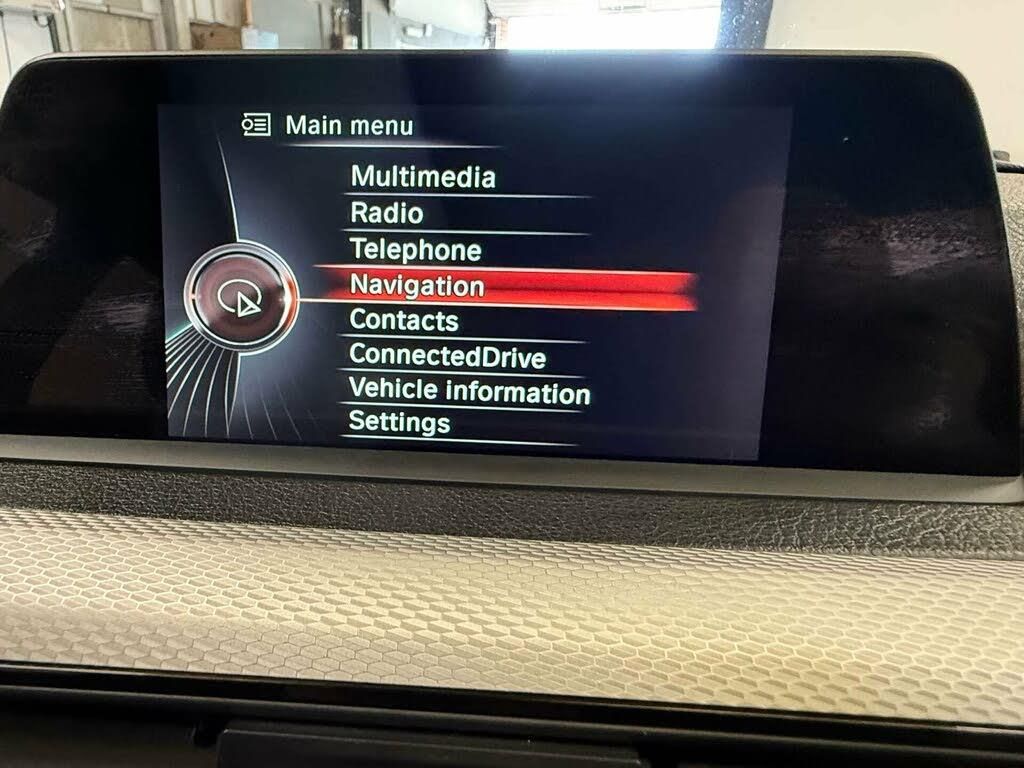 Main menu
Multimedia
Radio
Telephone
Navigation
Contacts
ConnectedDrive
Vehicle information
Settings